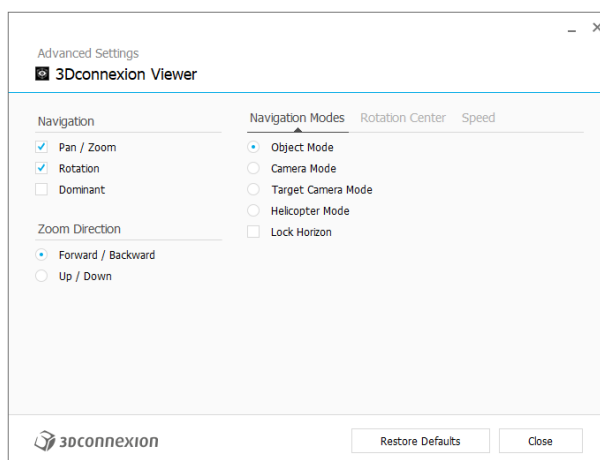 Advanced Settings
3Dconnexion Viewer
Navigation
Pan / Zoom
Rotation
Dominant
Zoom Direction
Forward / Backward
Up / Down
Navigation Modes Rotation Center Speed
Object Mode
Camera Mode
Target Camera Mode
Helicopter Mode
Lock Horizon
3Dconnexion
Restore Defaults Close